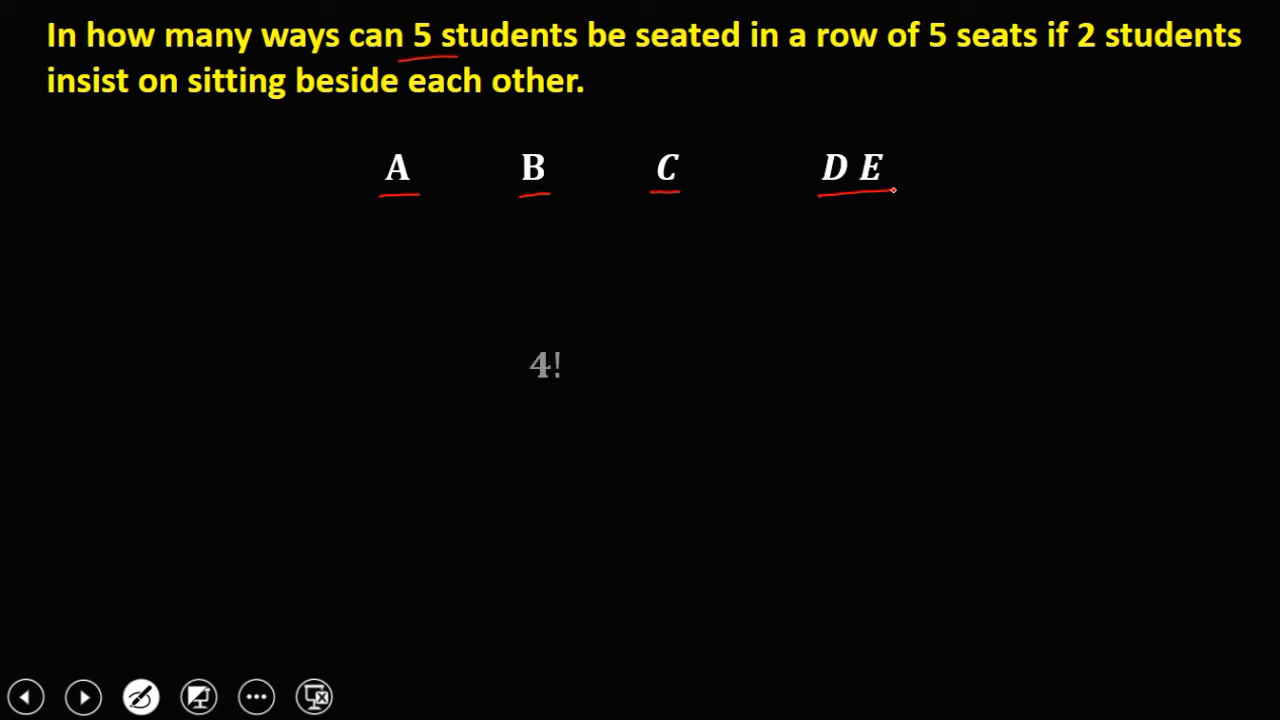 In how many ways can 5 students be seated in a row of 5 seats if 2 students
insist on sitting beside each other.
A B C D E
4!